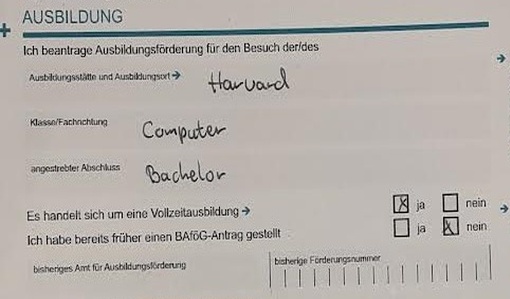 AUSBILDUNG
Ich beantrage Ausbildungsförderung für den Besuch der/des
Ausbildungsstätte und Ausbildungsort → Harvard
Klasse/Fachrichtung Computer
angestrebter Abschluss Bachelor
Es handelt sich um eine Vollzeitausbildung → ☒ ja ☐ nein
Ich habe bereits früher einen BAföG-Antrag gestellt ☐ ja ☒ nein
bisheriges Amt für Ausbildungsförderung bisherige Förderungsnummer